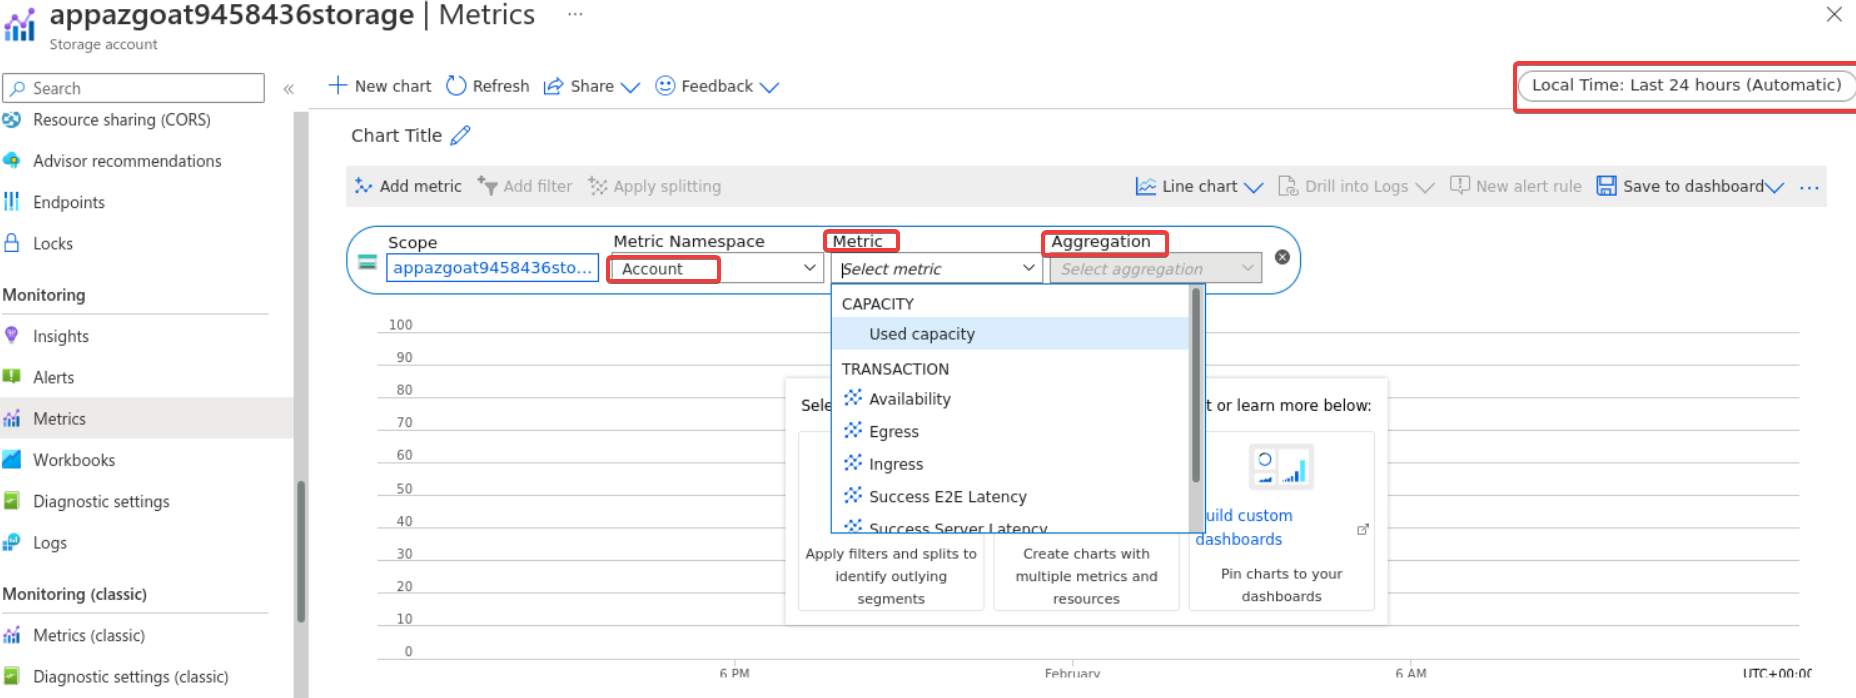 appazgoat9458436storage | Metrics ...
Storage account
Search
«
Resource sharing (CORS)
Advisor recommendations
Endpoints
Locks
Monitoring
Insights
Alerts
Metrics
Workbooks
Diagnostic settings
Logs
Monitoring (classic)
Metrics (classic)
Diagnostic settings (classic)
New chart
Refresh
Share
Feedback
Local Time: Last 24 hours (Automatic)
Chart Title
Add metric
Add filter
Apply splitting
Line chart
Drill into Logs
New alert rule
Save to dashboard
...
Scope
appazgoat9458436sto...
Metric Namespace
Account
Metric
Select metric
Aggregation
Select aggregation
CAPACITY
Used capacity
TRANSACTION
Availability
Egress
Ingress
Success E2E Latency
Success Server Latency
100
90
80
70
60
50
40
30
20
10
0
Sele
t or learn more below:
Apply filters and splits to
identify outlying
segments
Create charts with
multiple metrics and
resources
uild custom
dashboards
Pin charts to your
dashboards
6 PM
February
6 AM
UTC+00:00